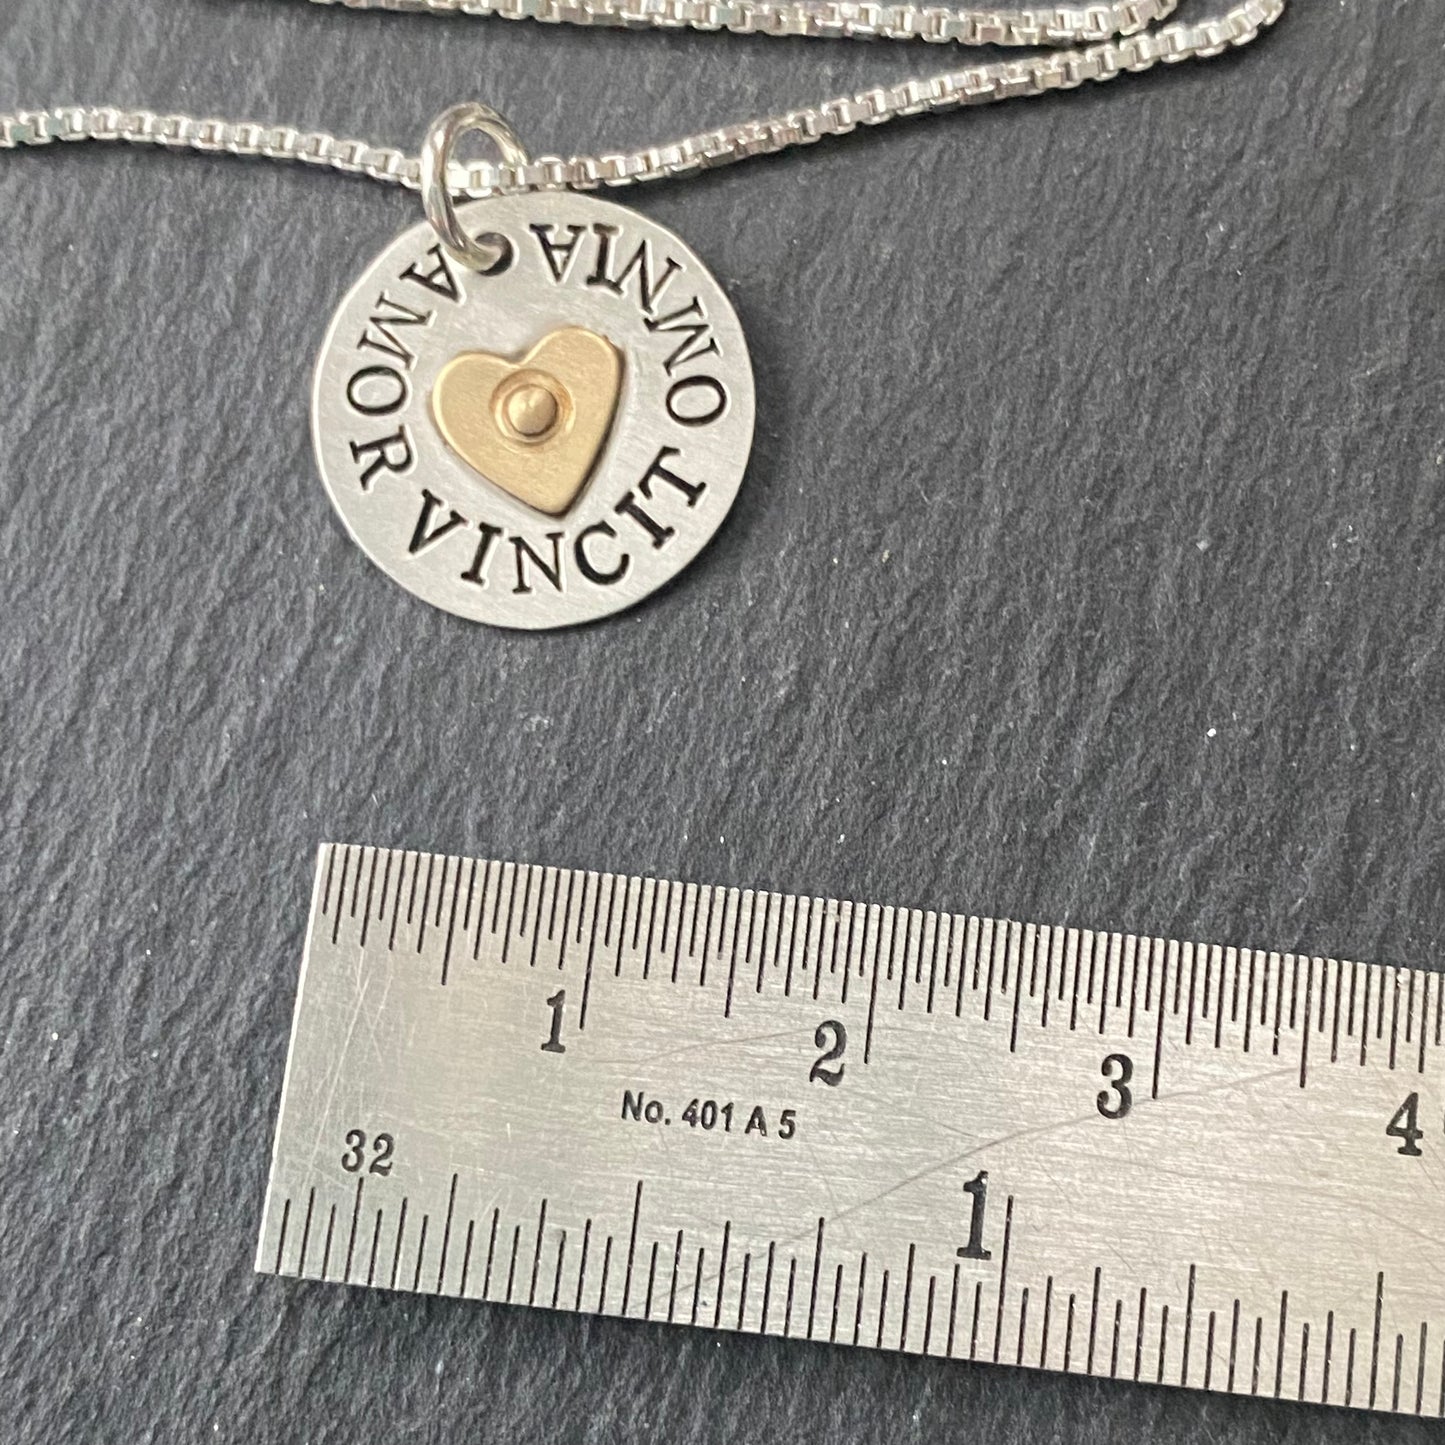 AMOR VINCIT OMNIA
1 2 3 4
No. 401 A 5
32
1